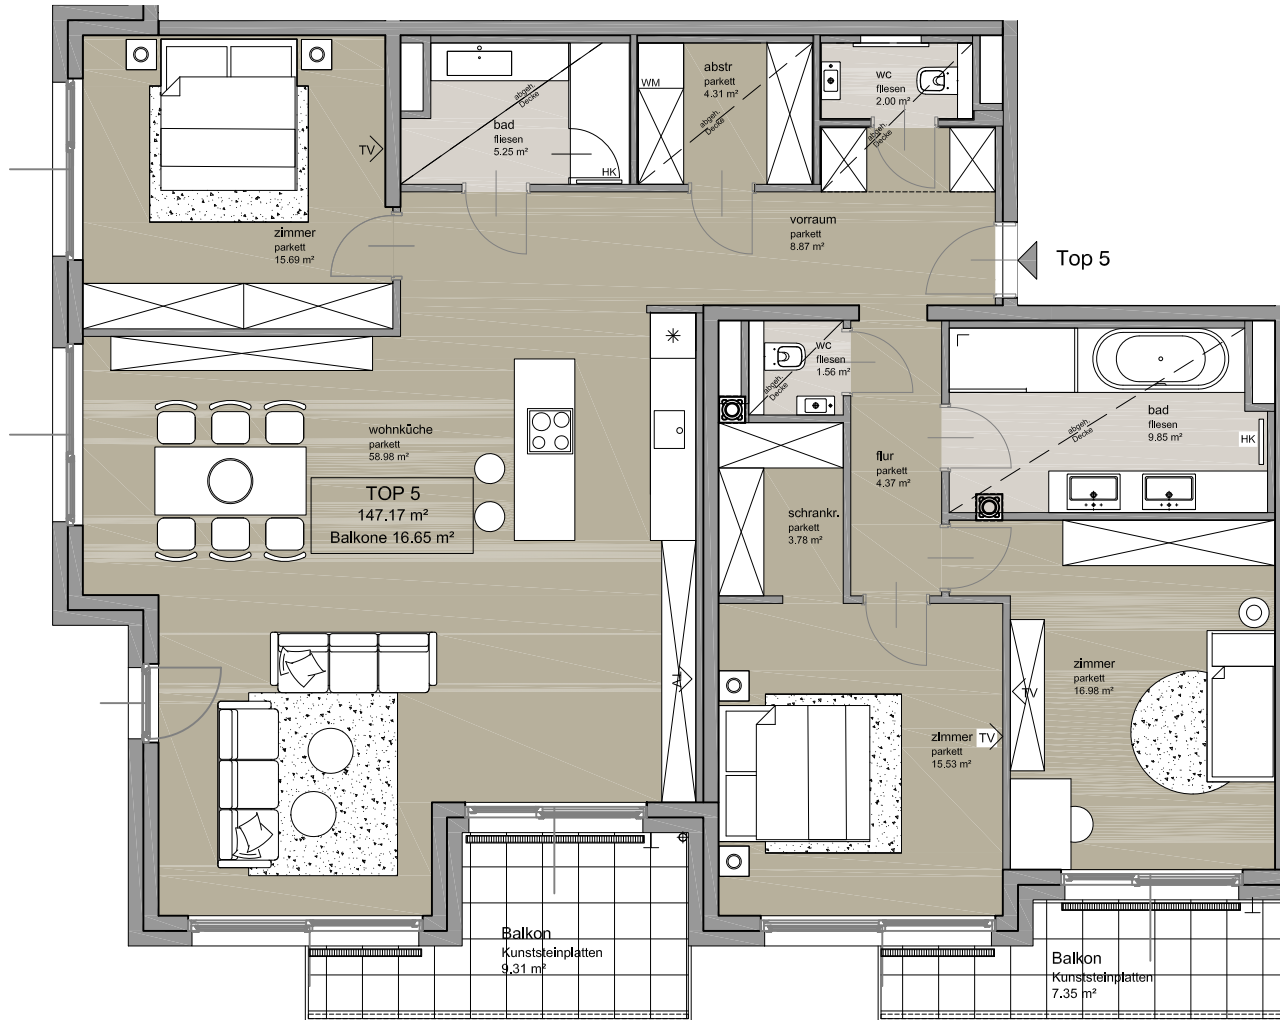 abstr
parkett
4.31 m²
WM
abgeh.
Decke
wc
fliesen
2.00 m²
abgeh.
Decke
bad
fliesen
5.25 m²
abgeh.
Decke
HK
TV
zimmer
parkett
15.69 m²
vorraum
parkett
8.87 m²
Top 5
wc
fliesen
1.56 m²
abgeh.
Decke
bad
fliesen
9.85 m²
abgeh.
Decke
HK
wohnküche
parkett
58.98 m²
TOP 5
147.17 m²
Balkone 16.65 m²
flur
parkett
4.37 m²
schrankr.
parkett
3.78 m²
TV
zimmer
parkett
16.98 m²
TV
zimmer
parkett
15.53 m²
TV
Balkon
Kunststeinplatten
9.31 m²
Balkon
Kunststeinplatten
7.35 m²